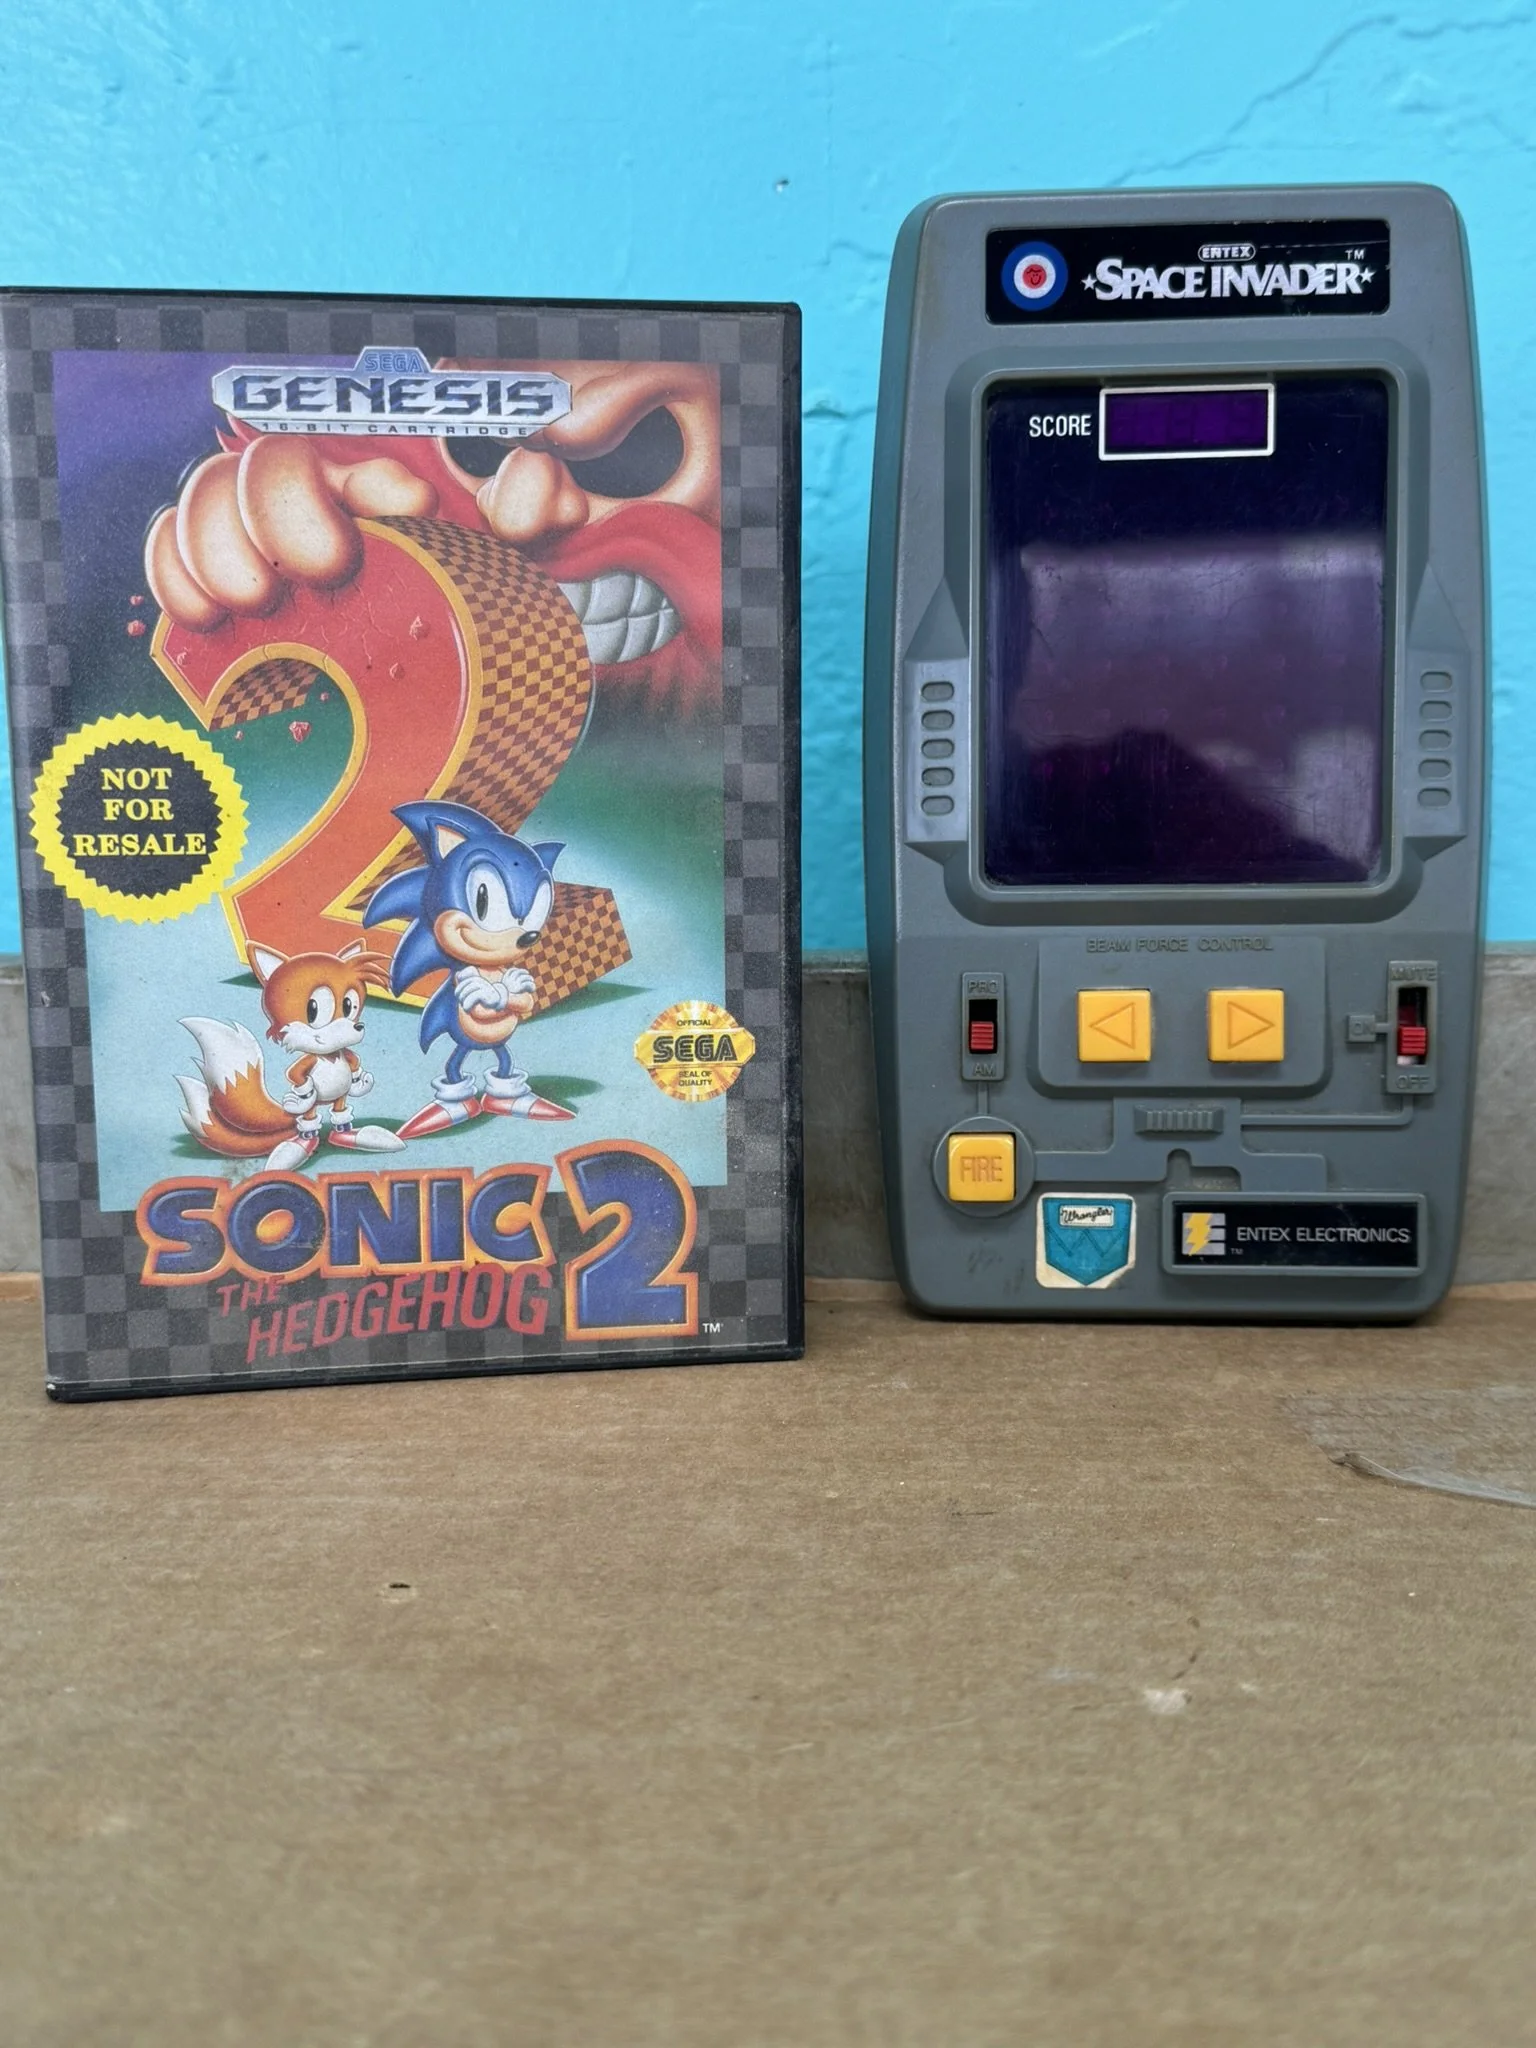 SEGA
GENESIS
16-BIT CARTRIDGE
NOT
FOR
RESALE
OFFICIAL
SEGA
SEAL OF
QUALITY
SONIC
THE
HEDGEHOG
2
TM
ENTEX
SPACE INVADER
TM
SCORE
BEAM FORCE CONTROL
PRO
AM
MUTE
ON
OFF
FIRE
Wrangler
E
TM
ENTEX ELECTRONICS